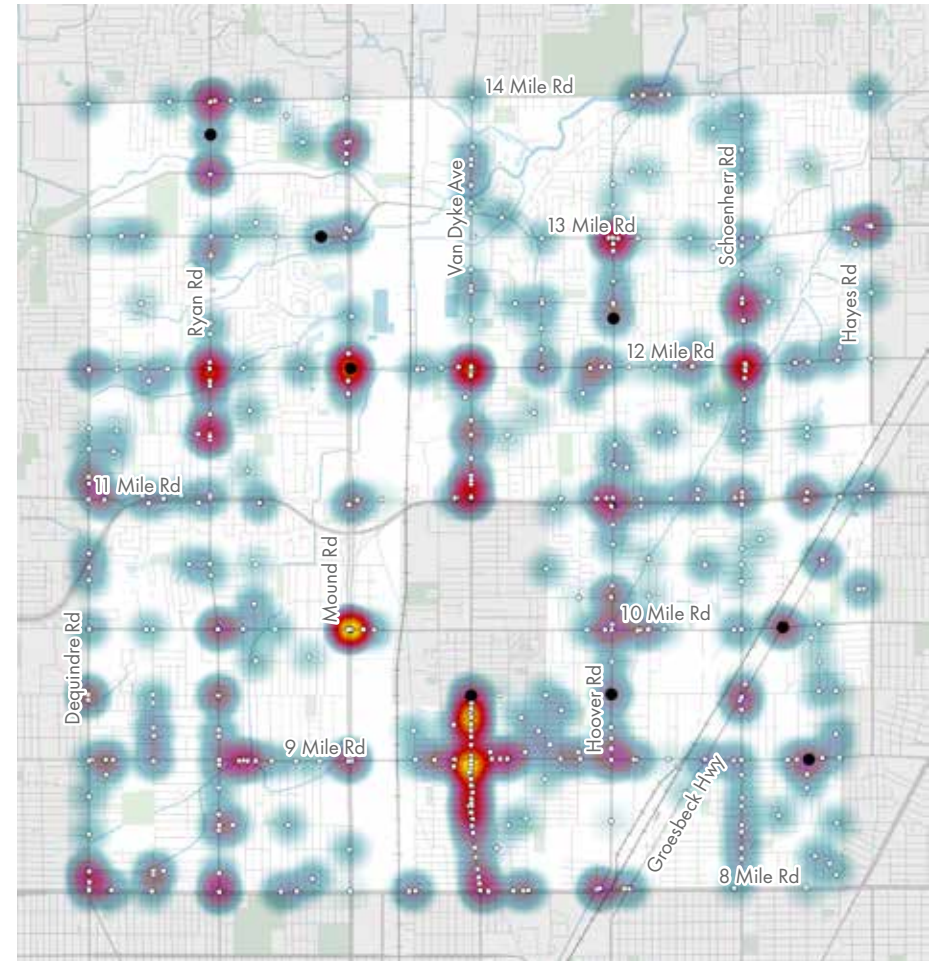 14 Mile Rd
Van Dyke Ave
Schoenherr Rd
13 Mile Rd
Ryan Rd
Hayes Rd
12 Mile Rd
11 Mile Rd
Mound Rd
Dequindre Rd
10 Mile Rd
Hoover Rd
9 Mile Rd
Groesbeck Hwy
8 Mile Rd